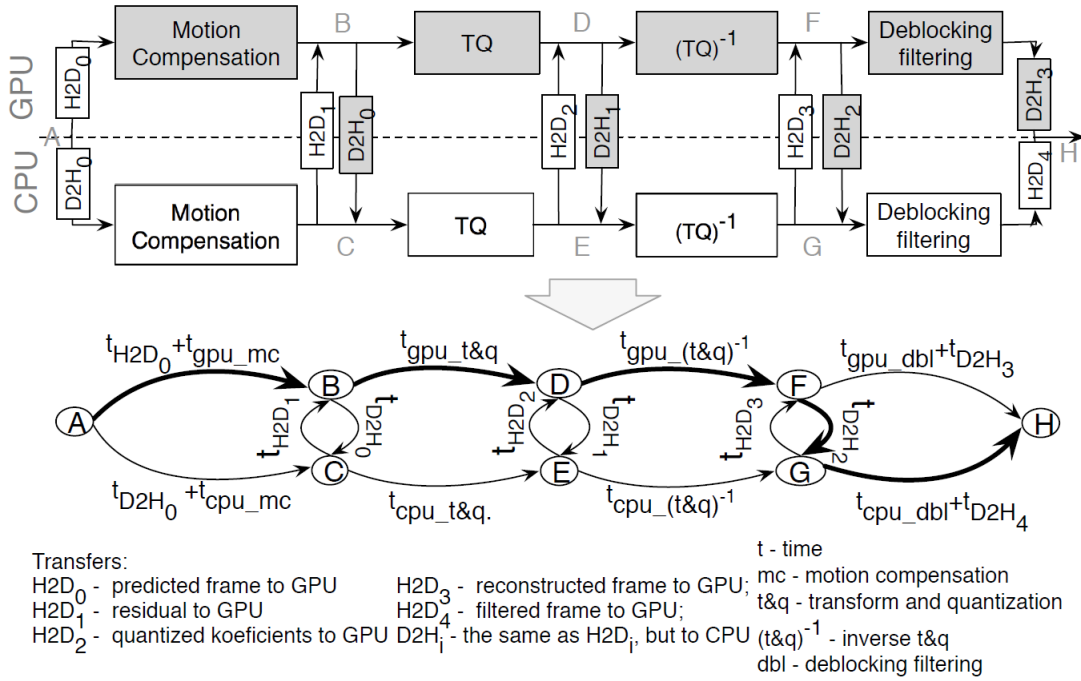 GPU
CPU
A
H2D0
D2H0
Motion
Compensation
B
H2D1
D2H0
TQ
D
H2D2
D2H1
(TQ)-1
F
H2D3
D2H2
Deblocking
filtering
D2H3
H2D4
H
Motion
Compensation
C
TQ
E
(TQ)-1
G
Deblocking
filtering
tH2D0+tgpu_mc
tgpu_t&q
tgpu_(t&q)-1
tgpu_dbl+tD2H3
A
B
D
F
H
tH2D1
tD2H0
tH2D2
tD2H1
tH2D3
tD2H2
C
E
G
tD2H0+tcpu_mc
tcpu_t&q.
tcpu_(t&q)-1
tcpu_dbl+tD2H4
Transfers:
H2D0 - predicted frame to GPU
H2D1 - residual to GPU
H2D2 - quantized koeficients to GPU
H2D3 - reconstructed frame to GPU;
H2D4 - filtered frame to GPU;
D2Hi - the same as H2Di, but to CPU
t - time
mc - motion compensation
t&q - transform and quantization
(t&q)-1 - inverse t&q
dbl - deblocking filtering